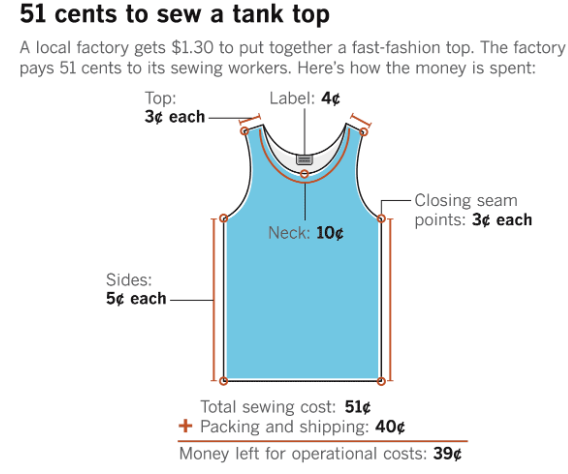 51 cents to sew a tank top
A local factory gets $1.30 to put together a fast-fashion top. The factory
pays 51 cents to its sewing workers. Here's how the money is spent:
Top:
3¢ each
Label: 4¢
Closing seam
points: 3¢ each
Neck: 10¢
Sides:
5¢ each
Total sewing cost: 51¢
+ Packing and shipping: 40¢
Money left for operational costs: 39¢